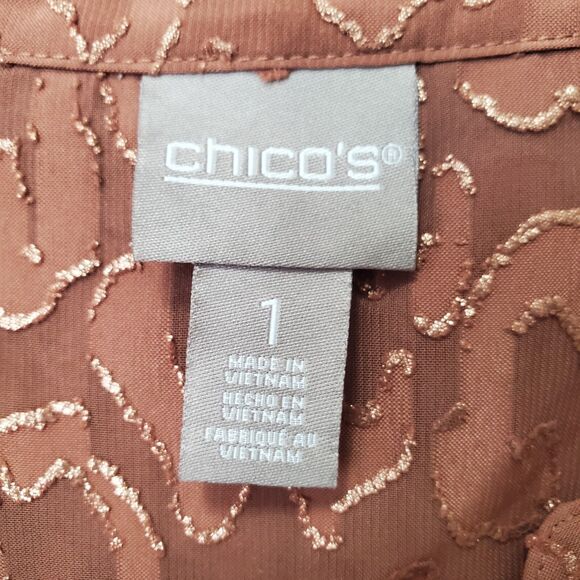 chico's®
1
MADE IN
VIETNAM
HECHO EN
VIETNAM
FABRIQUÉ AU
VIETNAM